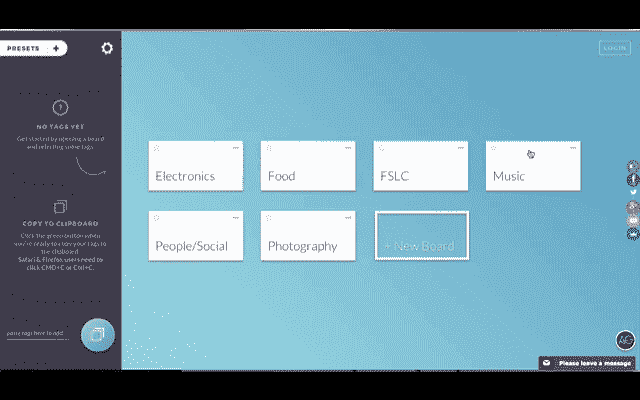 PRESETS +
LOGIN
?
NO TAGS YET
Get started by opening a board
and selecting some tags
COPY TO CLIPBOARD
Click the green button when
you're ready to copy your tags to
the clipboard.
Safari & Firefox users need to
click CMD+C or Ctrl+C.
paste tags here to add
Electronics
Food
FSLC
Music
People/Social
Photography
+ New Board
Please leave a message